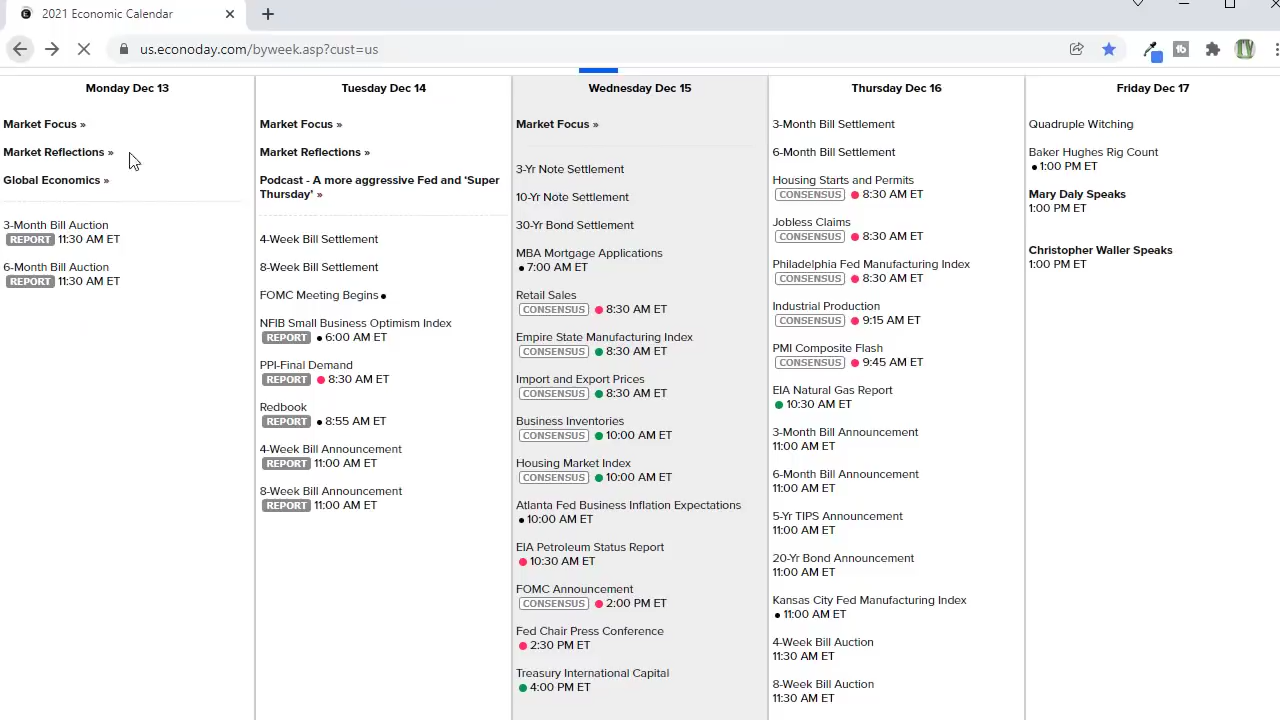 2021 Economic Calendar
us.econoday.com/byweek.asp?cust=us
Monday Dec 13
Market Focus »
Market Reflections »
Global Economics »
3-Month Bill Auction
REPORT 11:30 AM ET
6-Month Bill Auction
REPORT 11:30 AM ET
Tuesday Dec 14
Market Focus »
Market Reflections »
Podcast - A more aggressive Fed and 'Super
Thursday' »
4-Week Bill Settlement
8-Week Bill Settlement
FOMC Meeting Begins
NFIB Small Business Optimism Index
REPORT 6:00 AM ET
PPI-Final Demand
REPORT 8:30 AM ET
Redbook
REPORT 8:55 AM ET
4-Week Bill Announcement
REPORT 11:00 AM ET
8-Week Bill Announcement
REPORT 11:00 AM ET
Wednesday Dec 15
Market Focus »
3-Yr Note Settlement
10-Yr Note Settlement
30-Yr Bond Settlement
MBA Mortgage Applications
7:00 AM ET
Retail Sales
CONSENSUS 8:30 AM ET
Empire State Manufacturing Index
CONSENSUS 8:30 AM ET
Import and Export Prices
CONSENSUS 8:30 AM ET
Business Inventories
CONSENSUS 10:00 AM ET
Housing Market Index
CONSENSUS 10:00 AM ET
Atlanta Fed Business Inflation Expectations
10:00 AM ET
EIA Petroleum Status Report
10:30 AM ET
FOMC Announcement
CONSENSUS 2:00 PM ET
Fed Chair Press Conference
2:30 PM ET
Treasury International Capital
4:00 PM ET
Thursday Dec 16
3-Month Bill Settlement
6-Month Bill Settlement
Housing Starts and Permits
CONSENSUS 8:30 AM ET
Jobless Claims
CONSENSUS 8:30 AM ET
Philadelphia Fed Manufacturing Index
CONSENSUS 8:30 AM ET
Industrial Production
CONSENSUS 9:15 AM ET
PMI Composite Flash
CONSENSUS 9:45 AM ET
EIA Natural Gas Report
10:30 AM ET
3-Month Bill Announcement
11:00 AM ET
6-Month Bill Announcement
11:00 AM ET
5-Yr TIPS Announcement
11:00 AM ET
20-Yr Bond Announcement
11:00 AM ET
Kansas City Fed Manufacturing Index
11:00 AM ET
4-Week Bill Auction
11:30 AM ET
8-Week Bill Auction
11:30 AM ET
Friday Dec 17
Quadruple Witching
Baker Hughes Rig Count
1:00 PM ET
Mary Daly Speaks
1:00 PM ET
Christopher Waller Speaks
1:00 PM ET